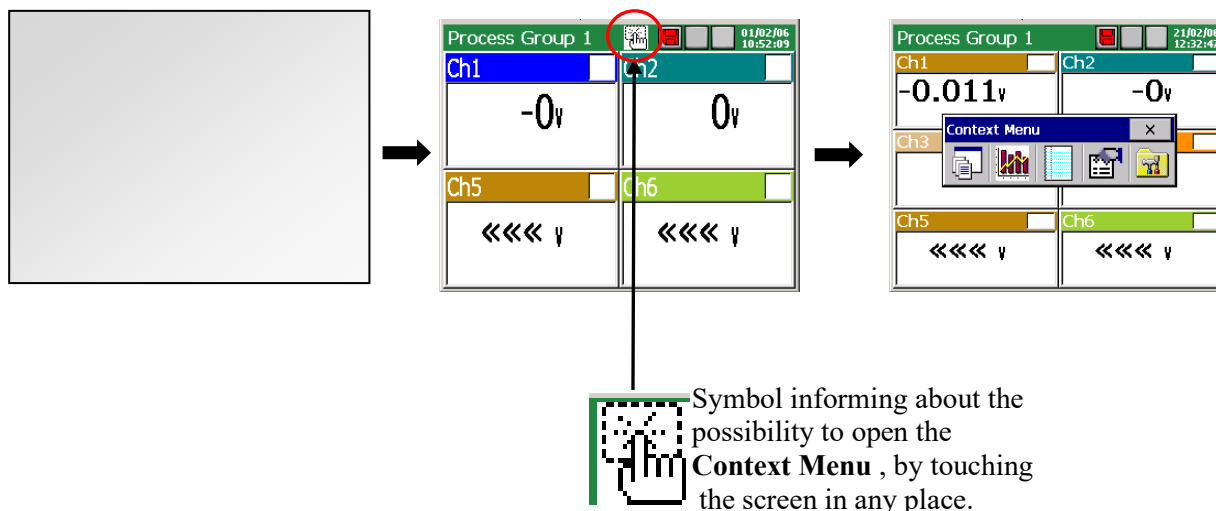 Process Group 1 01/02/06
10:52:09
Ch1 Ch2
-0v 0v
Ch5 Ch6
««« v ««« v
Process Group 1 21/02/06
12:32:47
Ch1 Ch2
-0.011v -0v
Context Menu
Ch3
Ch5 Ch6
««« v ««« v
Symbol informing about the
possibility to open the
Context Menu , by touching
the screen in any place.